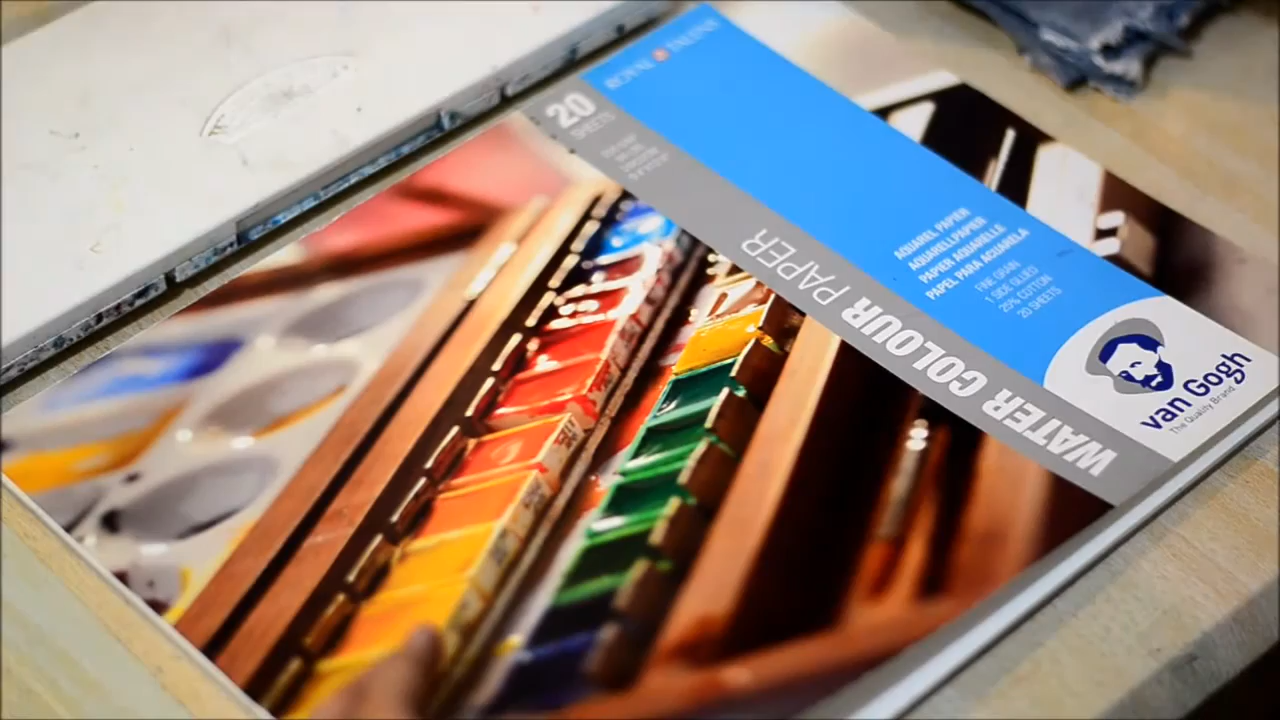 ROYAL TALENS
20
SHEETS
WATER COLOUR PAPER
AQUAREL PAPIER
AQUARELLPAPIER
PAPIER AQUARELLE
PAPEL PARA ACUARELA
FINE GRAIN
1 SIDE GLUED
25% COTTON
20 SHEETS
van Gogh
The Quality Brand